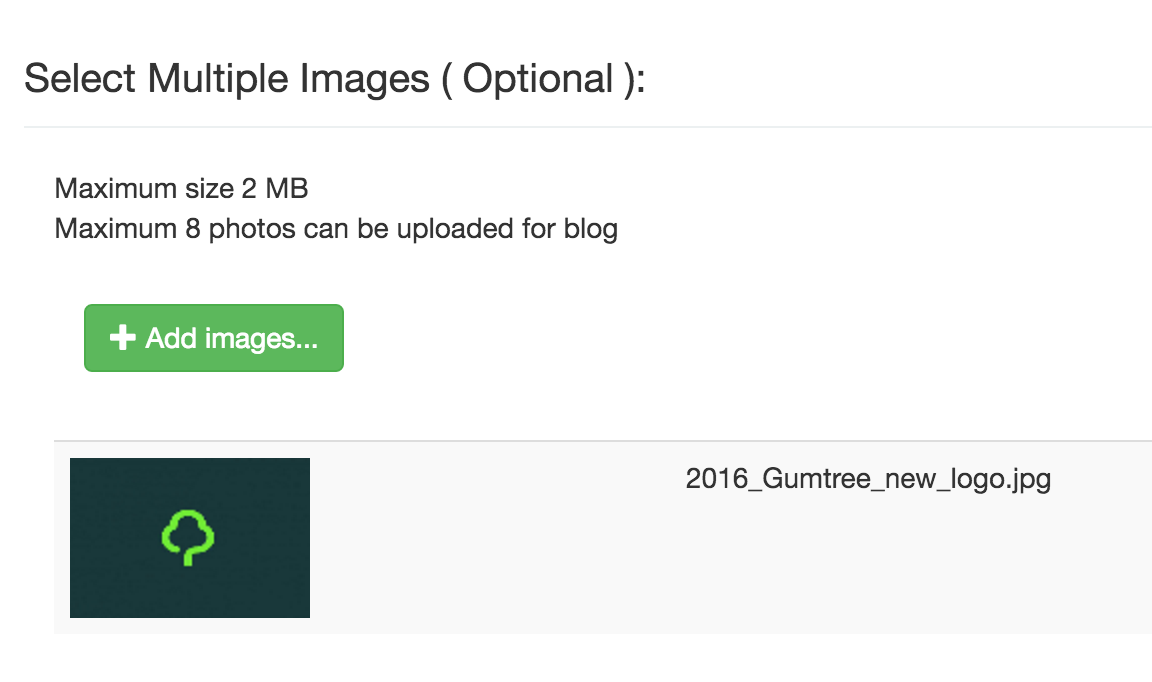 Select Multiple Images ( Optional ):
Maximum size 2 MB
Maximum 8 photos can be uploaded for blog
Add images...
2016_Gumtree_new_logo.jpg